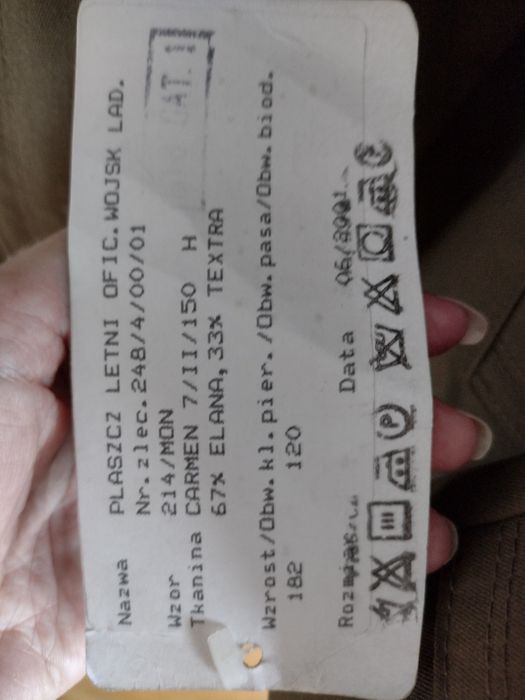 Nazwa PLASZCZ LETNI OFIC.WOJSK LAD.
Nr.zlec.248/4/00/01
Wzor 214/MON
Tkanina CARMEN 7/II/150 H
67% ELANA,33% TEXTRA
GAT. I
Wzrost/Obw.kl.pier./Obw.pasa/Obw.biod.
182 120
Data 06/2001
P
P